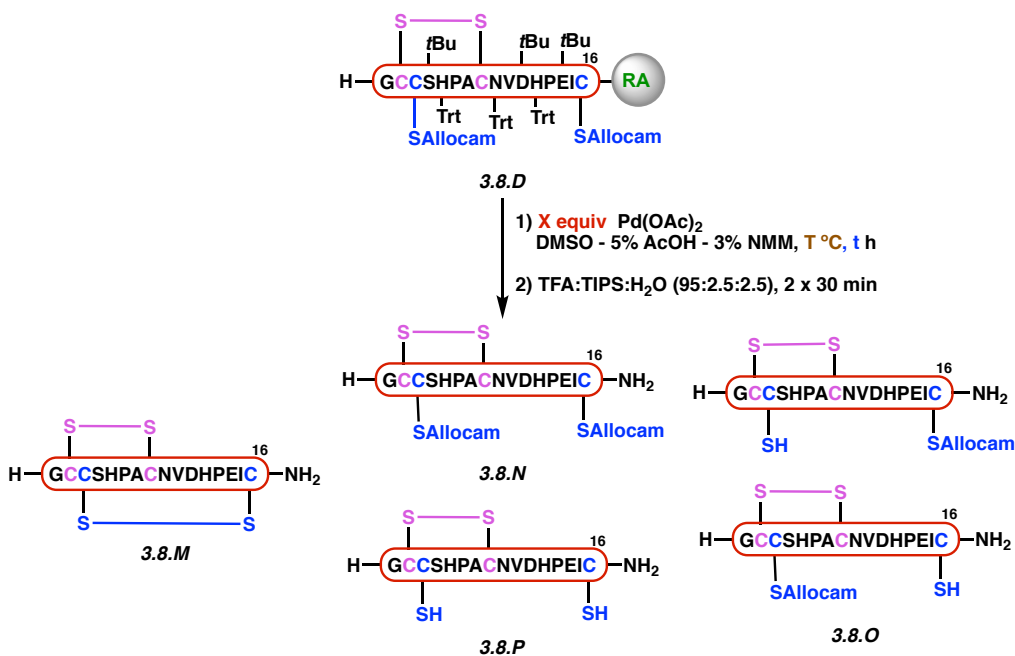 S S
tBu tBu tBu
16
H GCCSHPACNVDHPEIC RA
Trt Trt Trt
SAllocam SAllocam
3.8.D
1) X equiv Pd(OAc)2
DMSO - 5% AcOH - 3% NMM, T ºC, t h
2) TFA:TIPS:H2O (95:2.5:2.5), 2 x 30 min
S S
16
H GCCSHPACNVDHPEIC NH2
SAllocam SAllocam
3.8.N
S S
16
H GCCSHPACNVDHPEIC NH2
SH SAllocam
S S
16
H GCCSHPACNVDHPEIC NH2
S S
3.8.M
S S
16
H GCCSHPACNVDHPEIC NH2
SH SH
3.8.P
S S
16
H GCCSHPACNVDHPEIC NH2
SAllocam SH
3.8.O